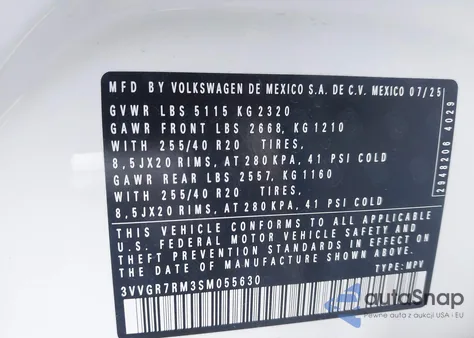 MFD BY VOLKSWAGEN DE MEXICO S.A. DE C.V. MEXICO 07/25
GVWR LBS 5115 KG 2320
GAWR FRONT LBS 2668, KG 1210
WITH 255/40 R20 TIRES,
8,5JX20 RIMS, AT 280 KPA, 41 PSI COLD
GAWR REAR LBS 2557, KG 1160
WITH 255/40 R20 TIRES,
8,5JX20 RIMS, AT 280 KPA, 41 PSI COLD
THIS VEHICLE CONFORMS TO ALL APPLICABLE
U.S. FEDERAL MOTOR VEHICLE SAFETY AND
THEFT PREVENTION STANDARDS IN EFFECT ON
THE DATE OF MANUFACTURE SHOWN ABOVE.
3VVGR7RM3SM055630 TYPE: MPV
2948206 4029
autoSnap
Pewne auta z aukcji USA i EU